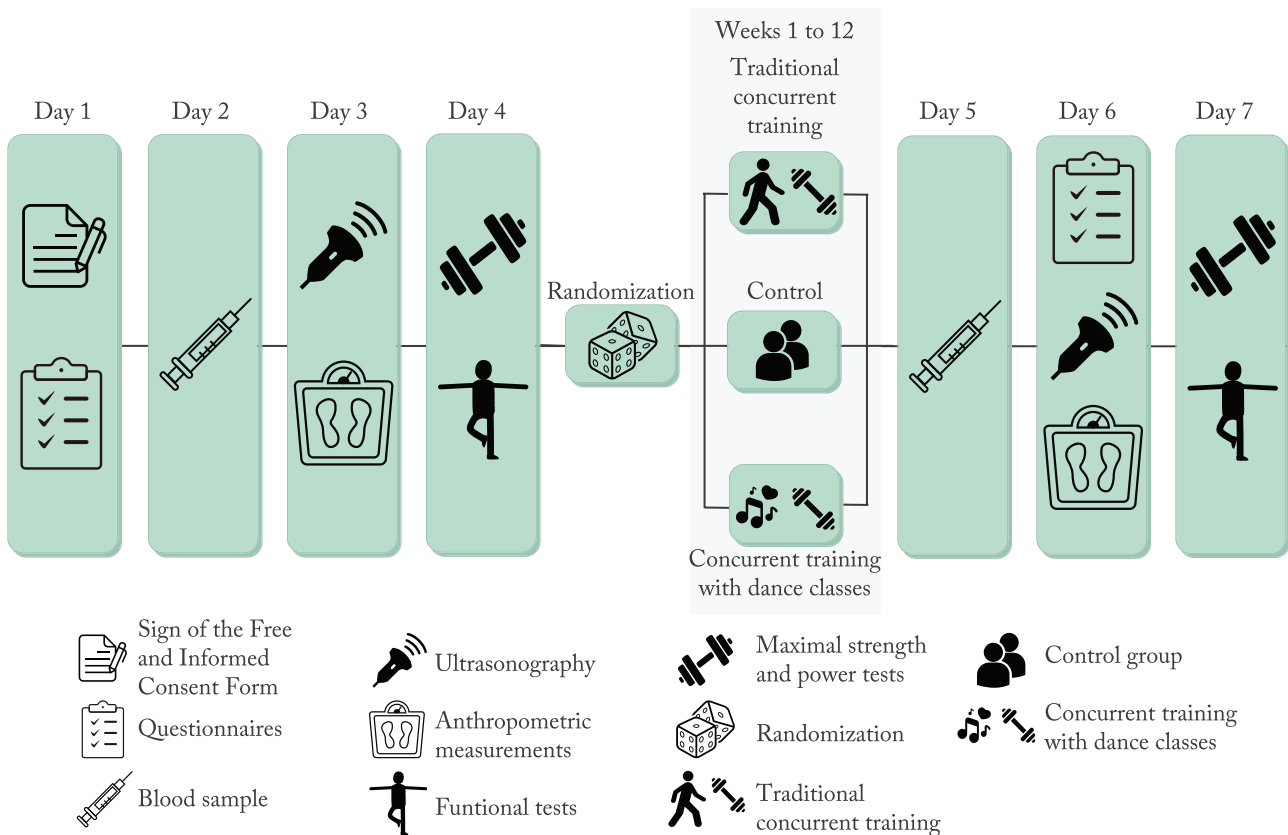 Weeks 1 to 12
Traditional
concurrent
training
Day 1
Day 2
Day 3
Day 4
Day 5
Day 6
Day 7
Randomization
Control
Concurrent training
with dance classes
Sign of the Free
and Informed
Consent Form
Ultrasonography
Maximal strength
and power tests
Control group
Questionnaires
Anthropometric
measurements
Randomization
Concurrent training
with dance classes
Blood sample
Funtional tests
Traditional
concurrent training